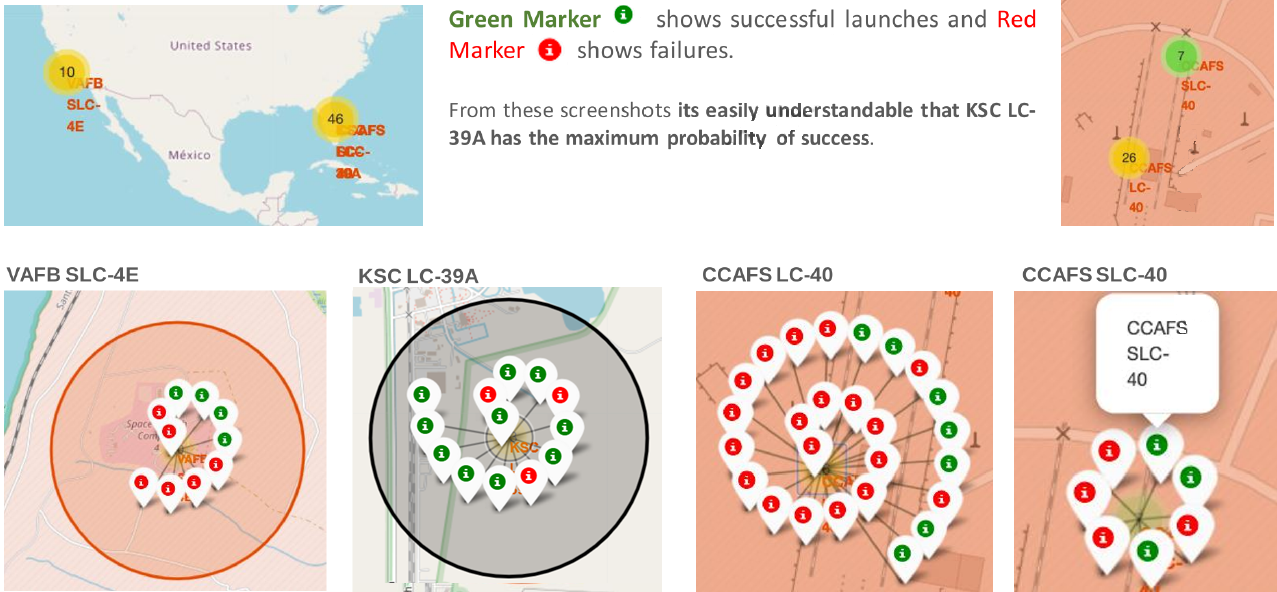 United States
10
VAFB
SLC-
4E
46
México
Green Marker shows successful launches and Red
Marker shows failures.
From these screenshots its easily understandable that KSC LC-
39A has the maximum probability of success.
7
CCAFS
SLC-
40
26
CCAFS
LC-
40
VAFB SLC-4E
KSC LC-39A
CCAFS LC-40
CCAFS SLC-40
Space
KSC
40
CCAFS
SLC-
40